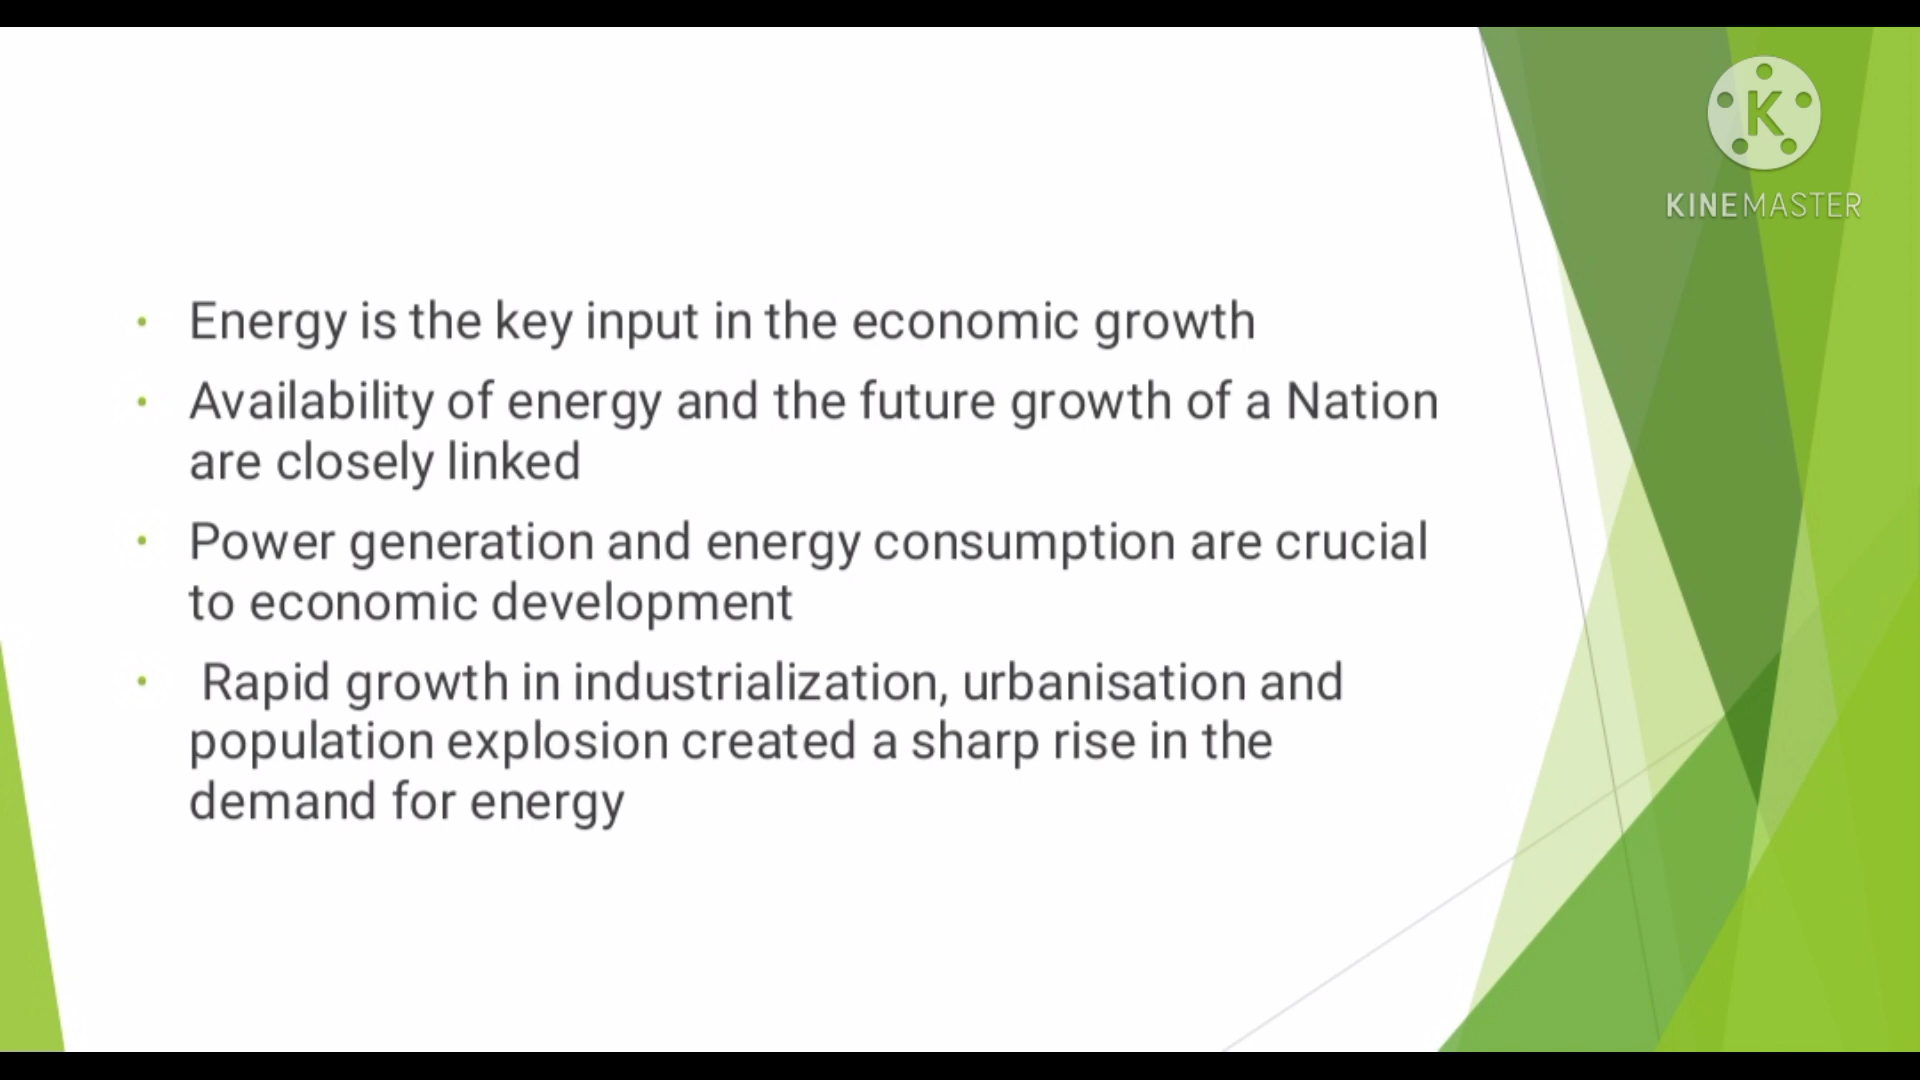 K
KINEMASTER
• Energy is the key input in the economic growth
• Availability of energy and the future growth of a Nation
are closely linked
• Power generation and energy consumption are crucial
to economic development
• Rapid growth in industrialization, urbanisation and
population explosion created a sharp rise in the
demand for energy